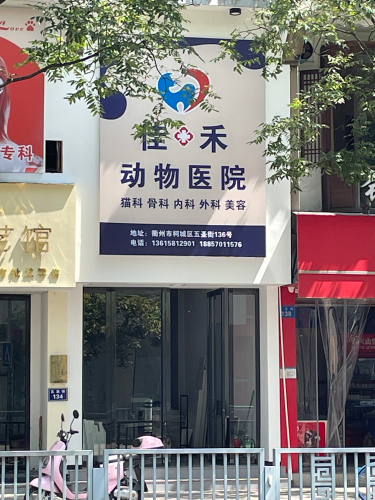 佳禾
动物医院
猫科 骨科 内科 外科 美容
地址：衢州市柯城区五圣街136号
电话：13615812901 18857011576
专科
馆
134
138